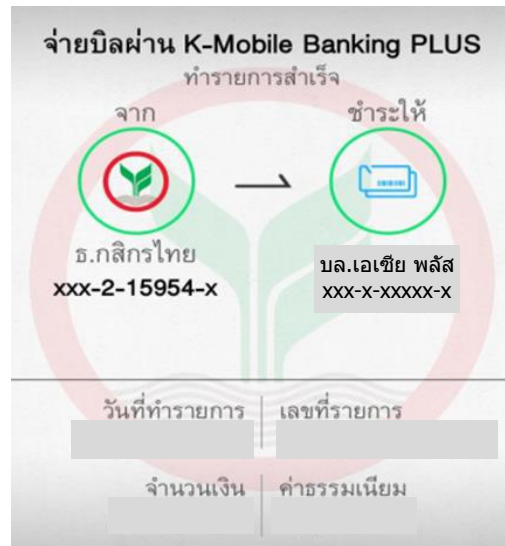 จ่ายบิลผ่าน K-Mobile Banking PLUS
ทำรายการสำเร็จ
จาก
ชำระให้
ธ.กสิกรไทย
xxx-2-15954-x
บล.เอเซีย พลัส
xxx-x-xxxxx-x
วันที่ทำรายการ
เลขที่รายการ
จำนวนเงิน
ค่าธรรมเนียม